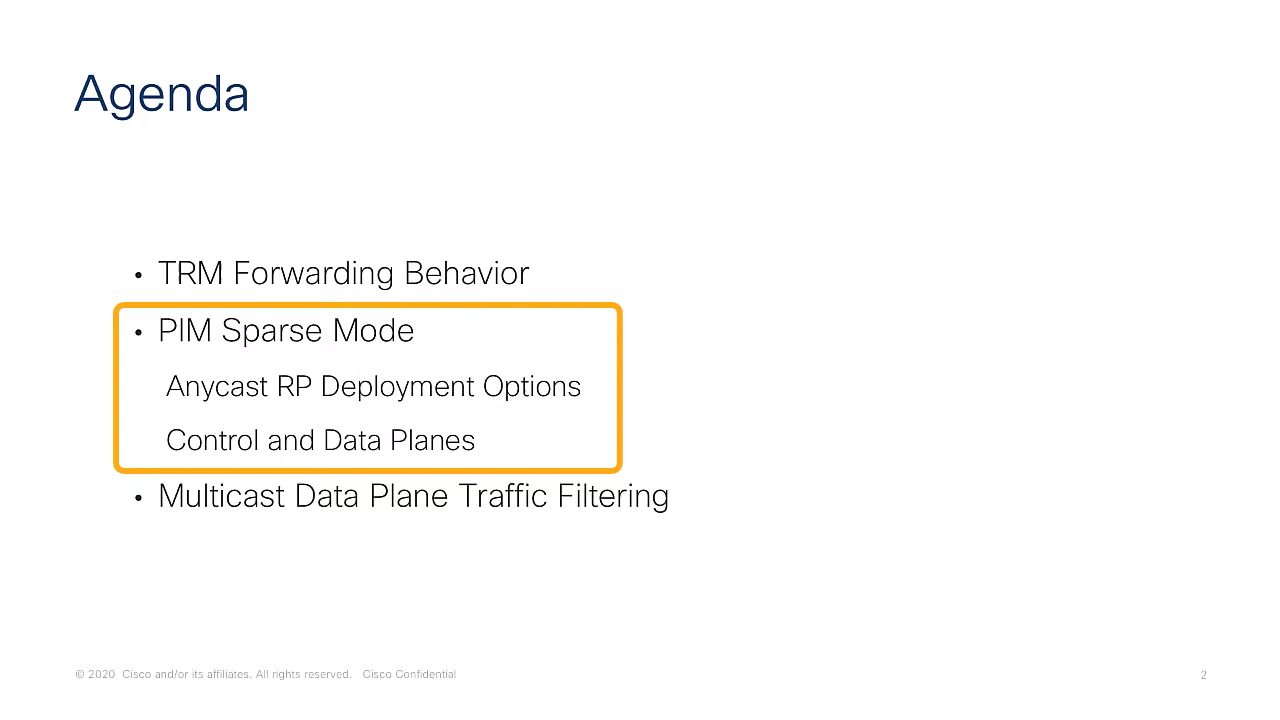 Agenda
• TRM Forwarding Behavior
• PIM Sparse Mode
Anycast RP Deployment Options
Control and Data Planes
• Multicast Data Plane Traffic Filtering
© 2020 Cisco and/or its affiliates. All rights reserved. Cisco Confidential
2